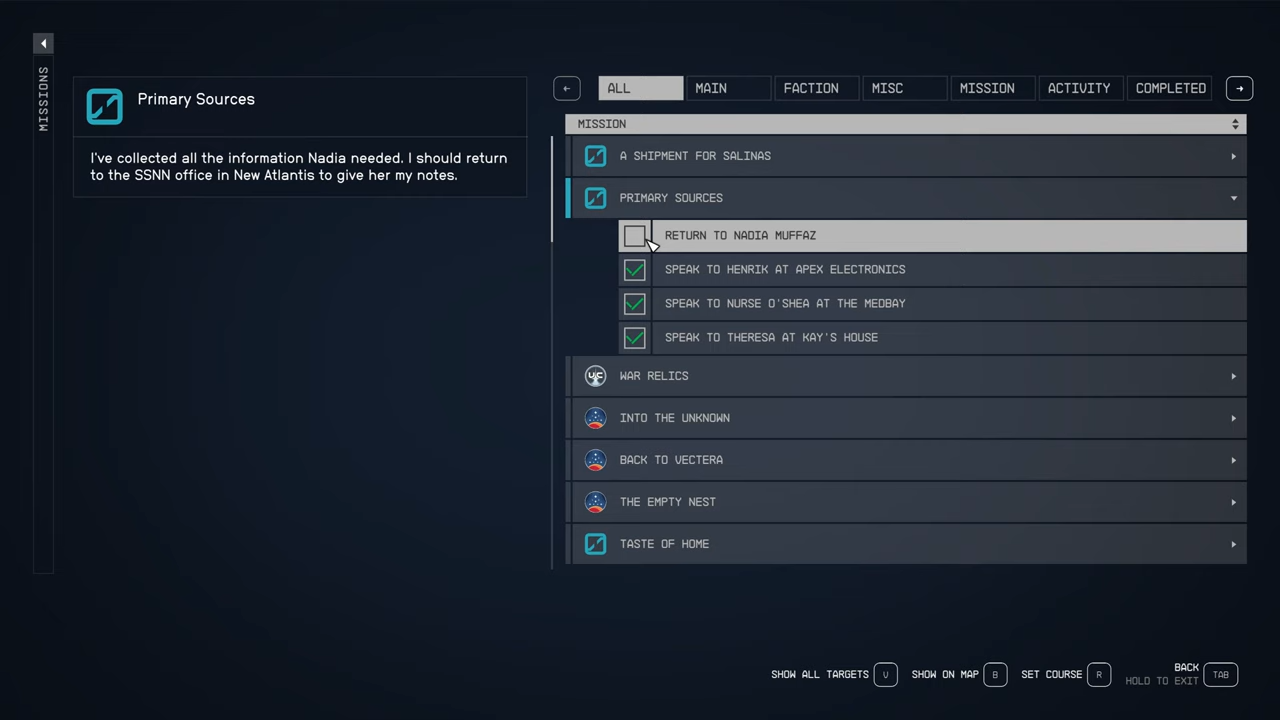 MISSIONS
Primary Sources
I've collected all the information Nadia needed. I should return
to the SSNN office in New Atlantis to give her my notes.
ALL
MAIN
FACTION
MISC
MISSION
ACTIVITY
COMPLETED
MISSION
A SHIPMENT FOR SALINAS
PRIMARY SOURCES
RETURN TO NADIA MUFFAZ
SPEAK TO HENRIK AT APEX ELECTRONICS
SPEAK TO NURSE O'SHEA AT THE MEDBAY
SPEAK TO THERESA AT KAY'S HOUSE
UC
WAR RELICS
INTO THE UNKNOWN
BACK TO VECTERA
THE EMPTY NEST
TASTE OF HOME
SHOW ALL TARGETS V
SHOW ON MAP B
SET COURSE R
BACK
HOLD TO EXIT TAB